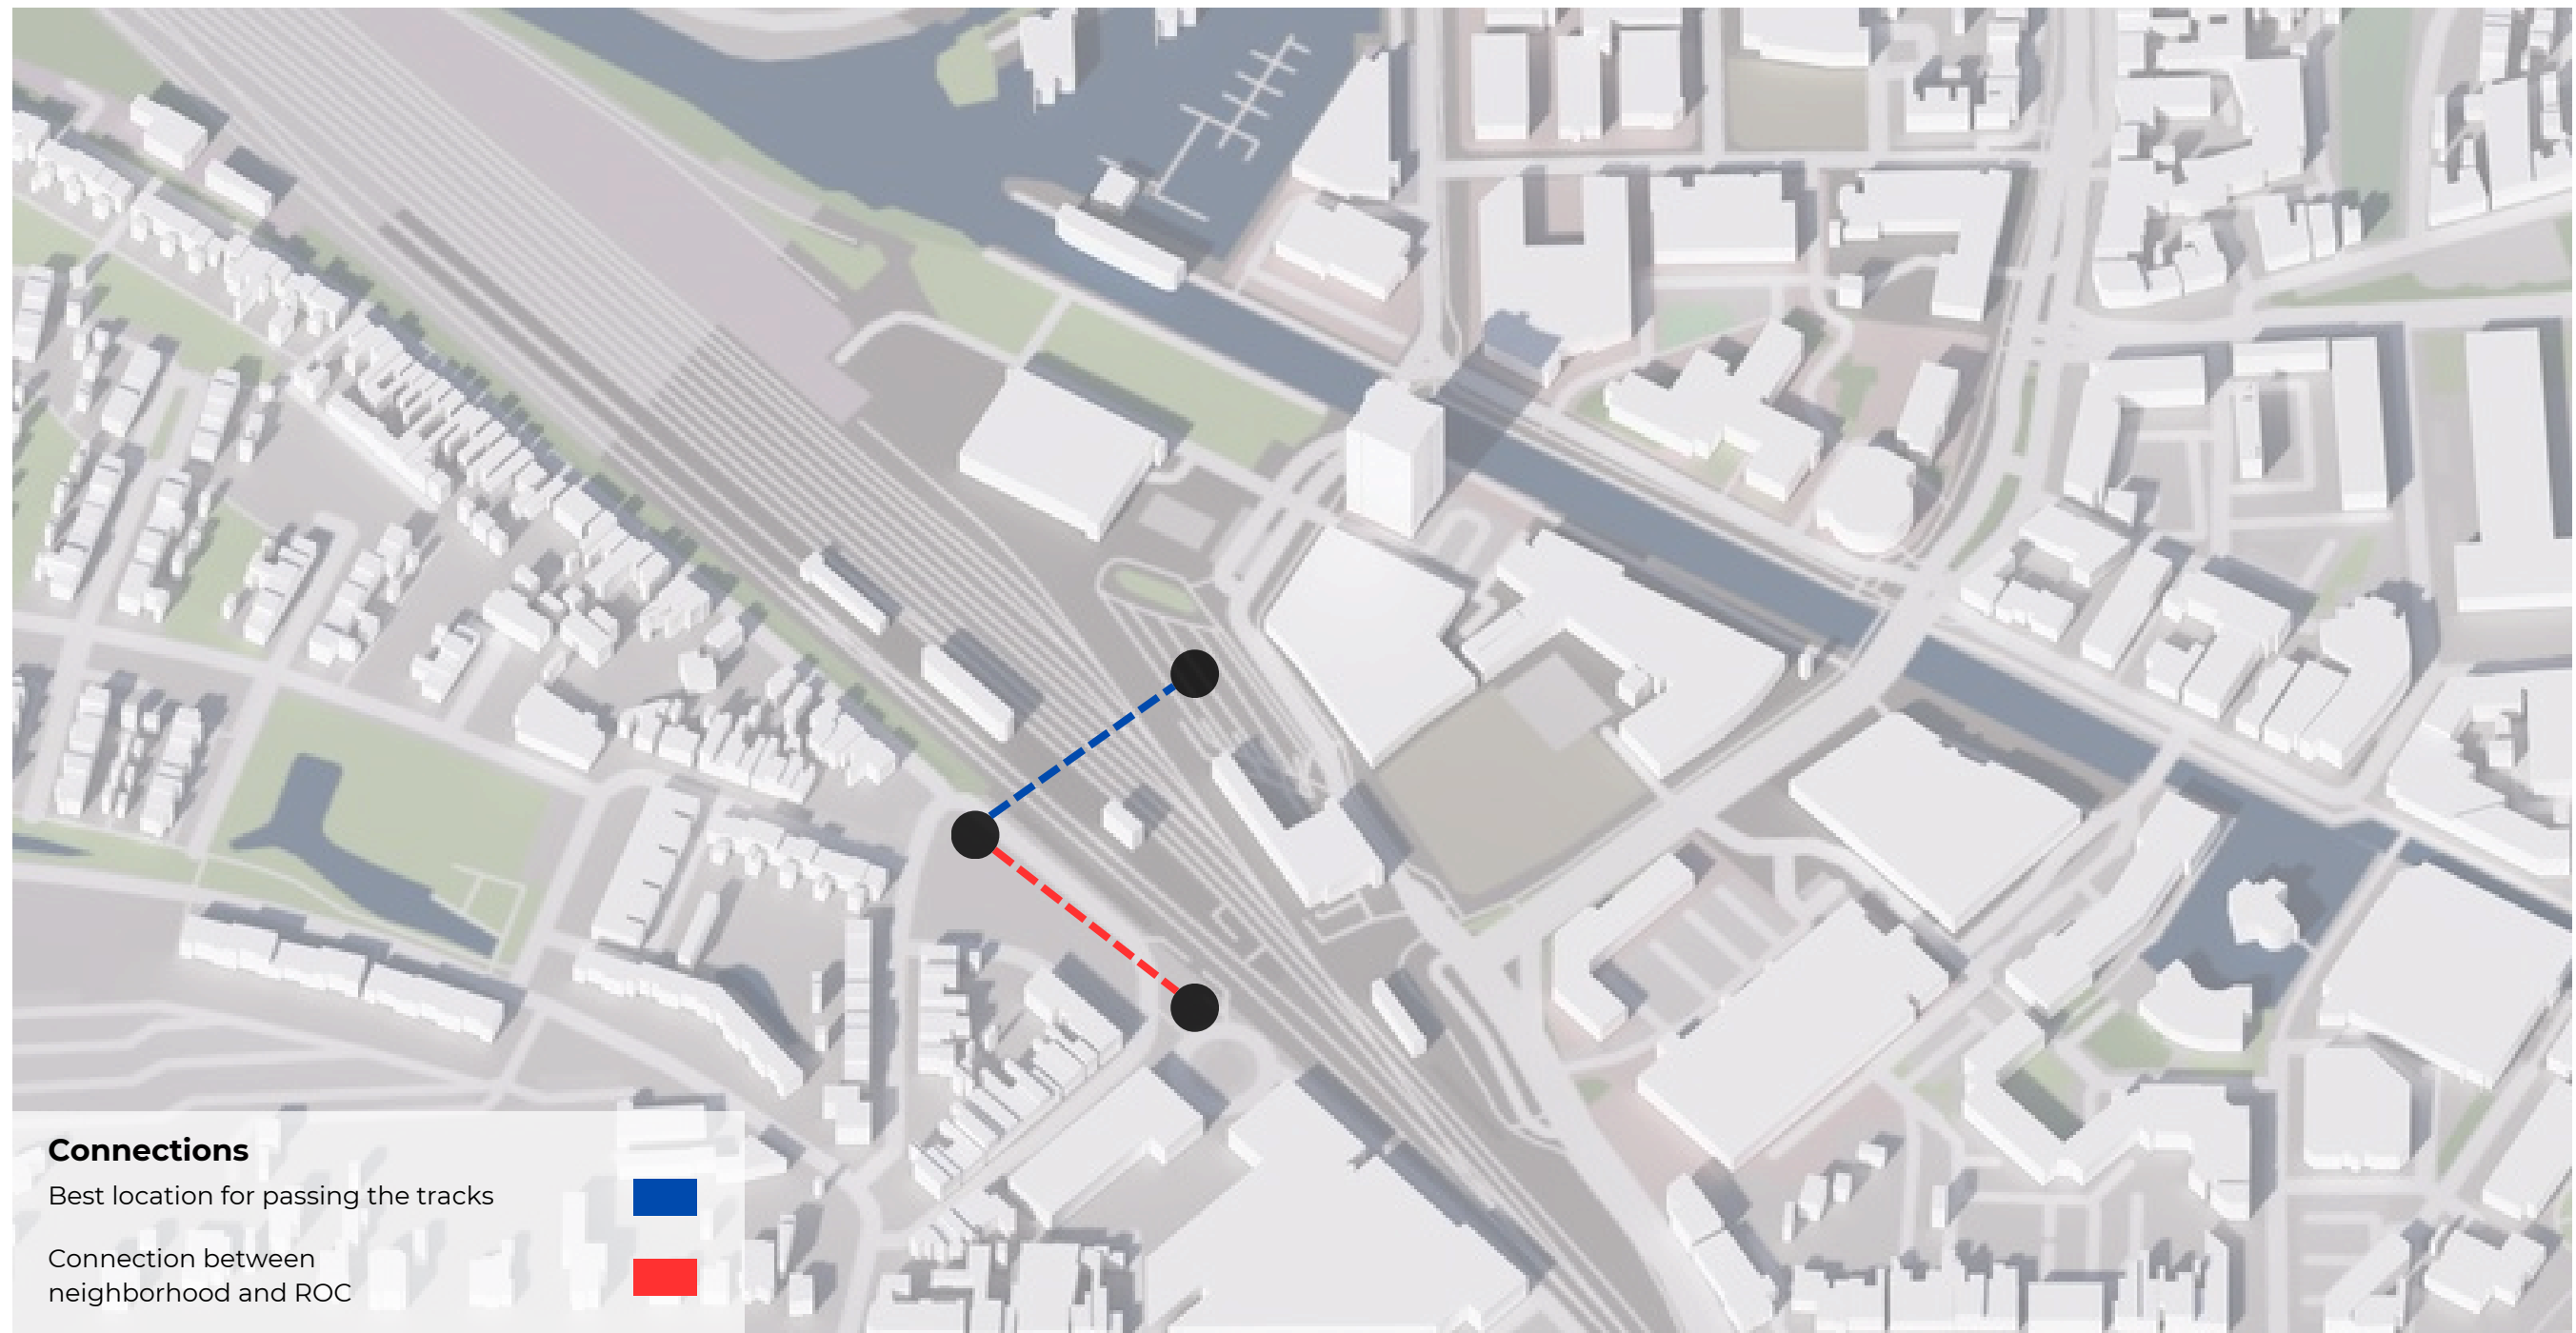 Connections
Best location for passing the tracks
Connection between
neighborhood and ROC